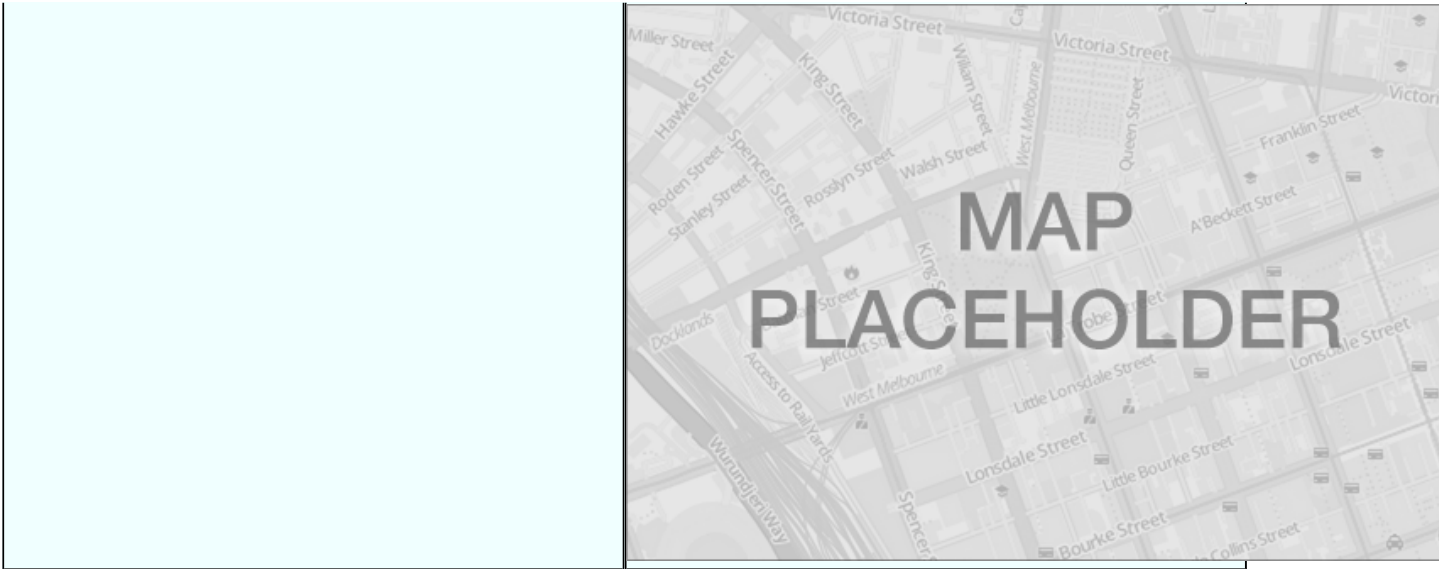 Victoria Street
Miller Street
Victoria Street
King Street
William Street
Hawke Street
West Melbourne
Queen Street
Victori
Franklin Street
Spencer Street
Roden Street
Rosslyn Street
Walsh Street
Stanley Street
A'Beckett Street
MAP
PLACEHOLDER
King Street
Docklands
Jeffcott Street
Lonsdale Street
Access to Rail Yards
West Melbourne
Little Lonsdale Street
Lonsdale Street
Little Bourke Street
Wurundjeri Way
Spencer S
Bourke Street
Collins Street